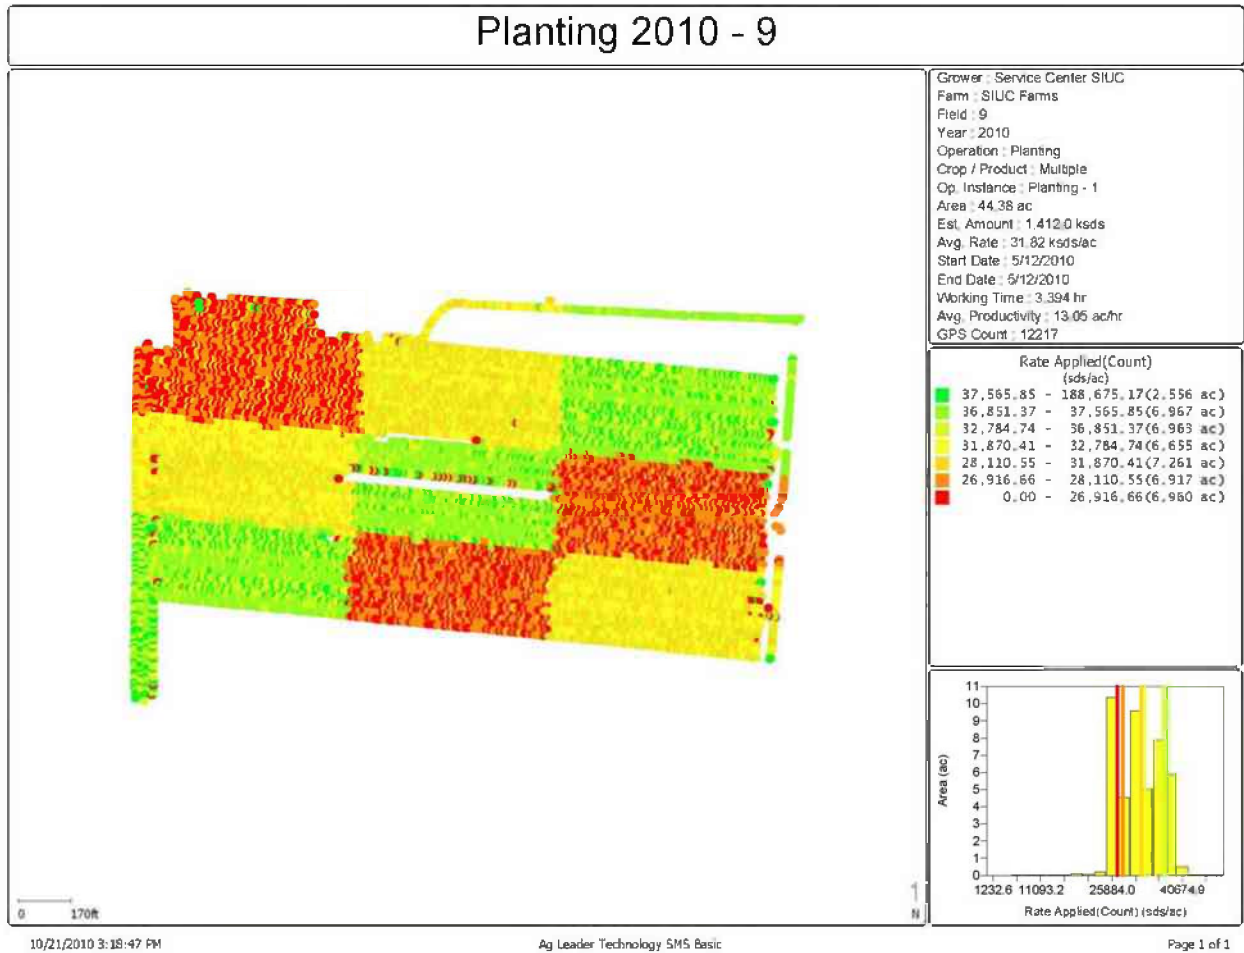 Planting 2010 - 9
Grower : Service Center SIUC
Farm : SIUC Farms
Field : 9
Year : 2010
Operation : Planting
Crop / Product : Multiple
Op. Instance : Planting - 1
Area : 44.38 ac
Est. Amount : 1,412.0 ksds
Avg. Rate : 31.82 ksds/ac
Start Date : 5/12/2010
End Date : 5/12/2010
Working Time : 3.394 hr
Avg. Productivity : 13.05 ac/hr
GPS Count : 12217
Rate Applied(Count)
(sds/ac)
37,565.85 - 188,675.17(2.556 ac)
36,851.37 - 37,565.85(6.967 ac)
32,784.74 - 36,851.37(6.963 ac)
31,870.41 - 32,784.74(6.655 ac)
28,110.55 - 31,870.41(7.261 ac)
26,916.66 - 28,110.55(6.917 ac)
0.00 - 26,916.66(6.960 ac)
11
10
9
8
7
6
5
4
3
2
1
0
Area (ac)
1232.6 11093.2 25884.0 40674.9
Rate Applied(Count) (sds/ac)
0 170ft
N
10/21/2010 3:18:47 PM Ag Leader Technology SMS Basic Page 1 of 1